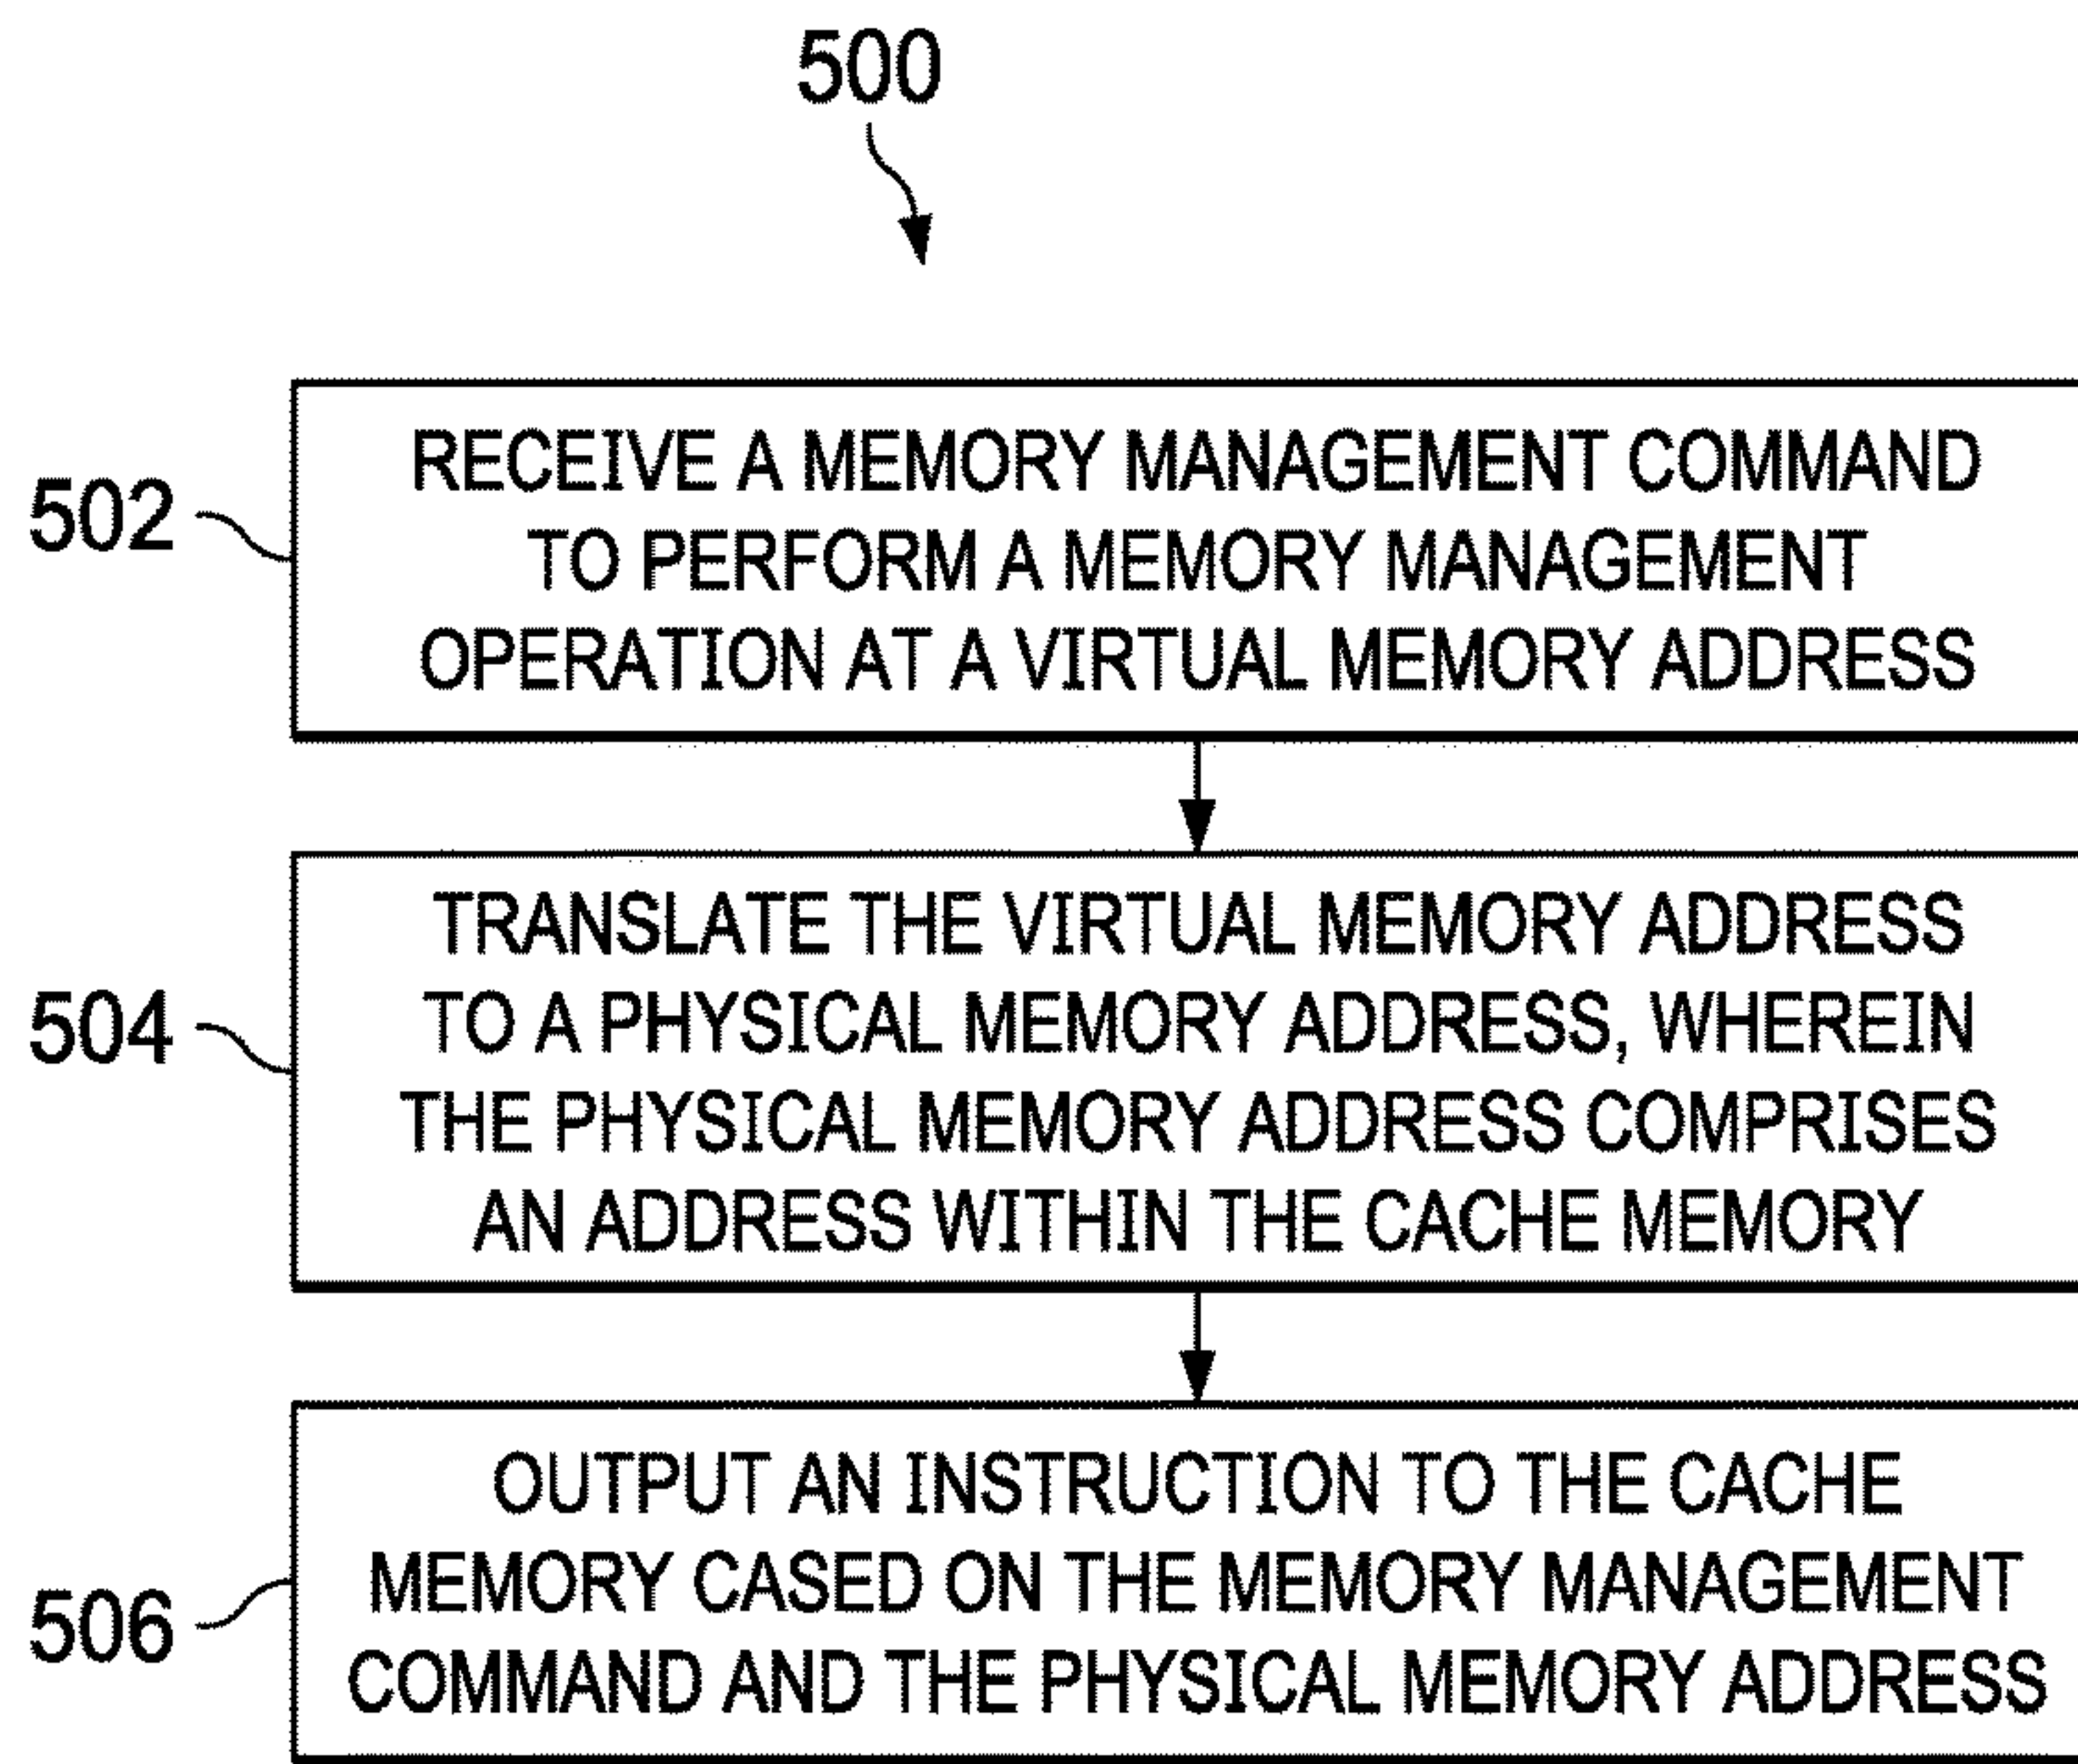 500
502
RECEIVE A MEMORY MANAGEMENT COMMAND
TO PERFORM A MEMORY MANAGEMENT
OPERATION AT A VIRTUAL MEMORY ADDRESS
504
TRANSLATE THE VIRTUAL MEMORY ADDRESS
TO A PHYSICAL MEMORY ADDRESS, WHEREIN
THE PHYSICAL MEMORY ADDRESS COMPRISES
AN ADDRESS WITHIN THE CACHE MEMORY
506
OUTPUT AN INSTRUCTION TO THE CACHE
MEMORY CASED ON THE MEMORY MANAGEMENT
COMMAND AND THE PHYSICAL MEMORY ADDRESS